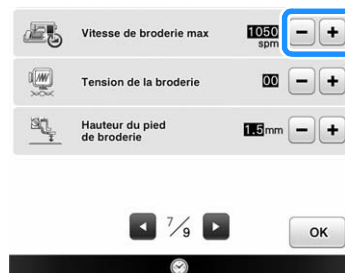 Vitesse de broderie max 1050 spm − +
Tension de la broderie 00 − +
Hauteur du pied de broderie 1.5mm − +
7/9
OK